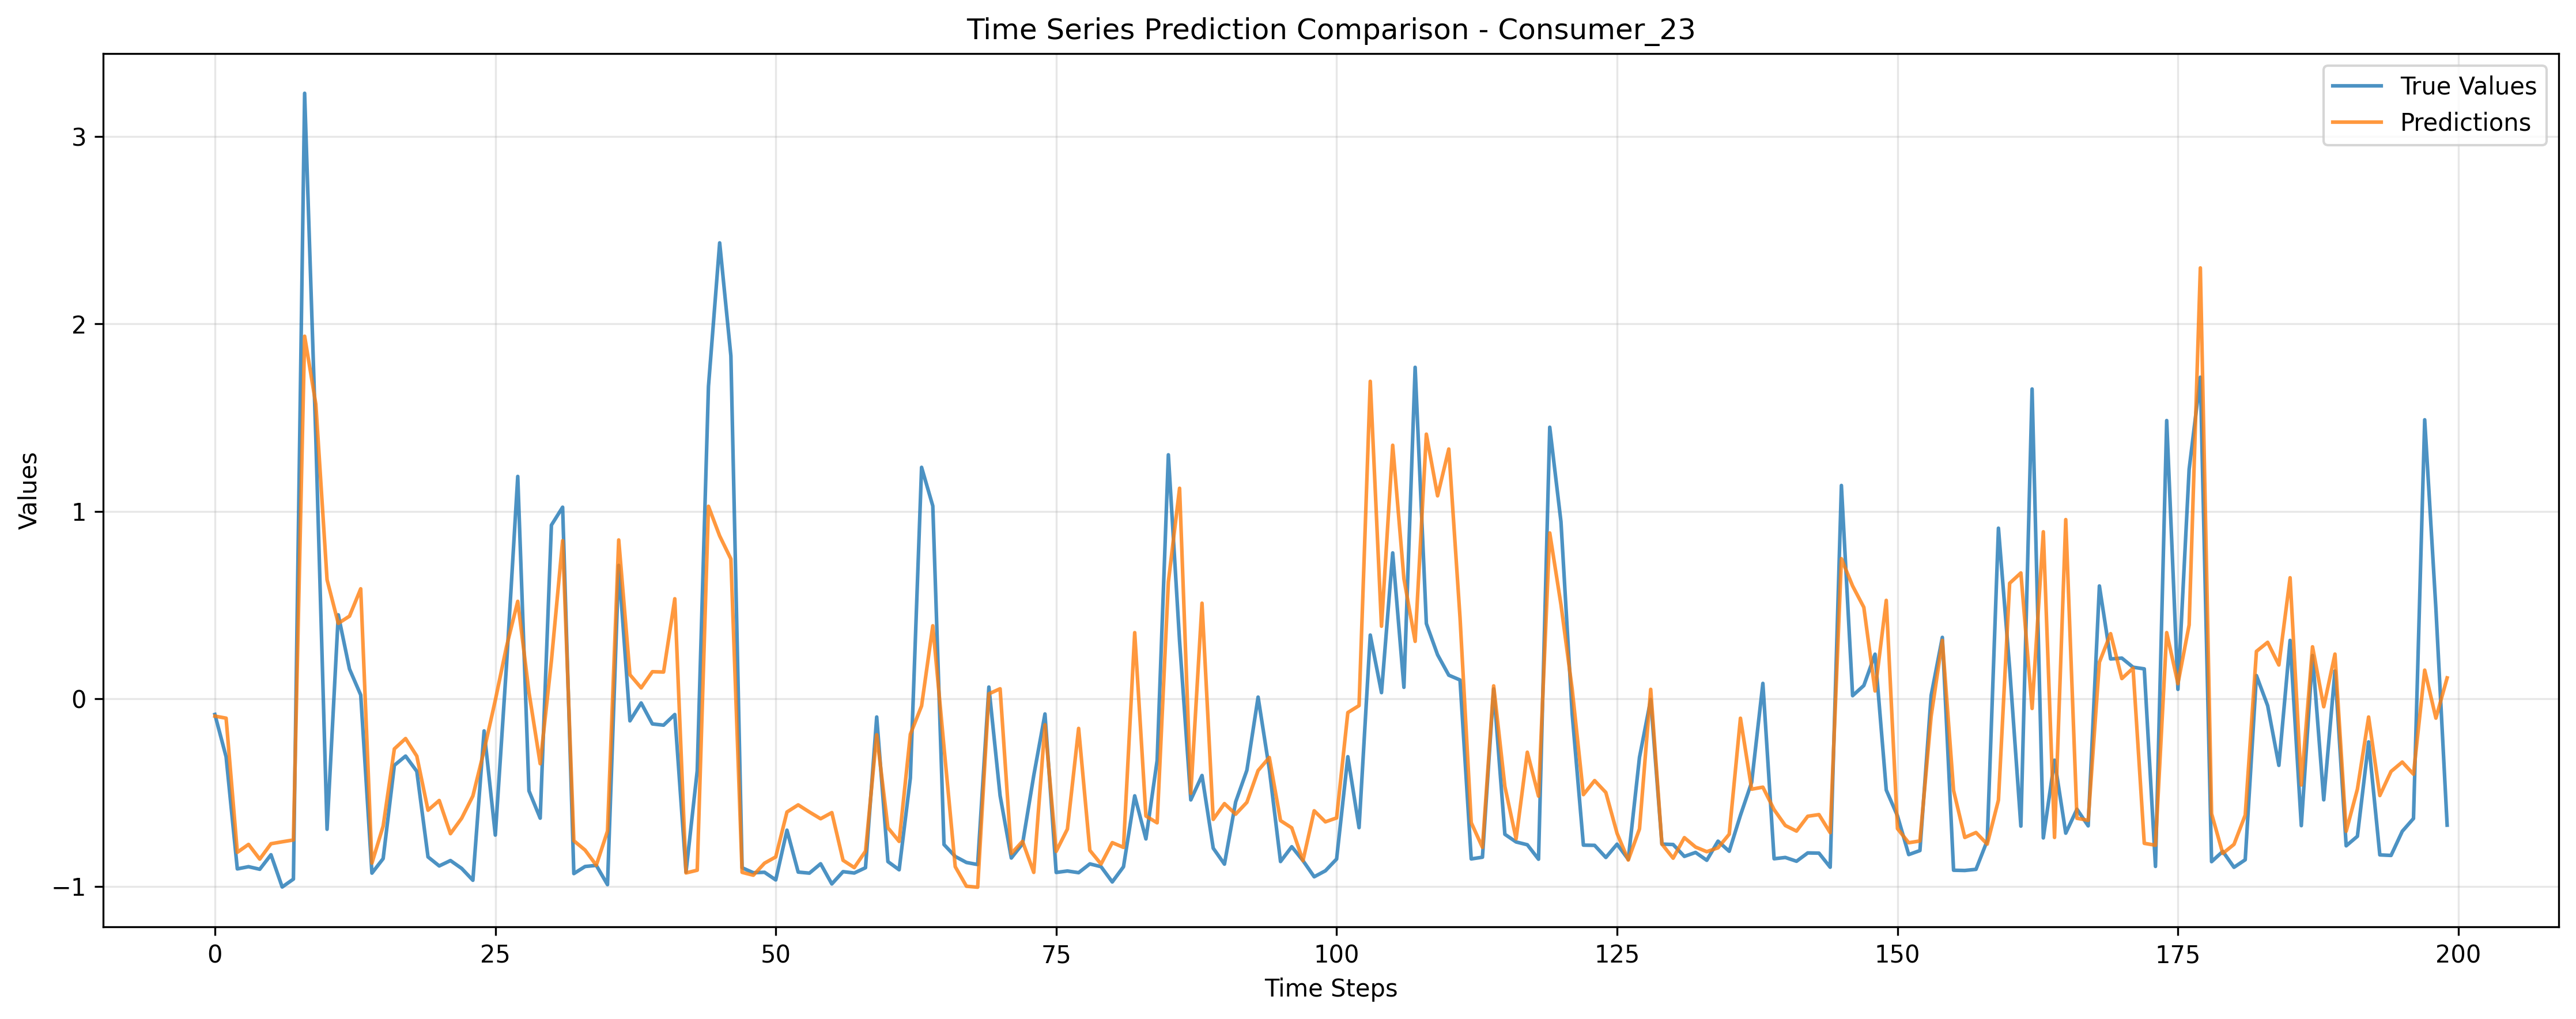 Time Series Prediction Comparison - Consumer_23
True Values
Predictions
3
2
1
0
−1
Values
0 25 50 75 100 125 150 175 200
Time Steps